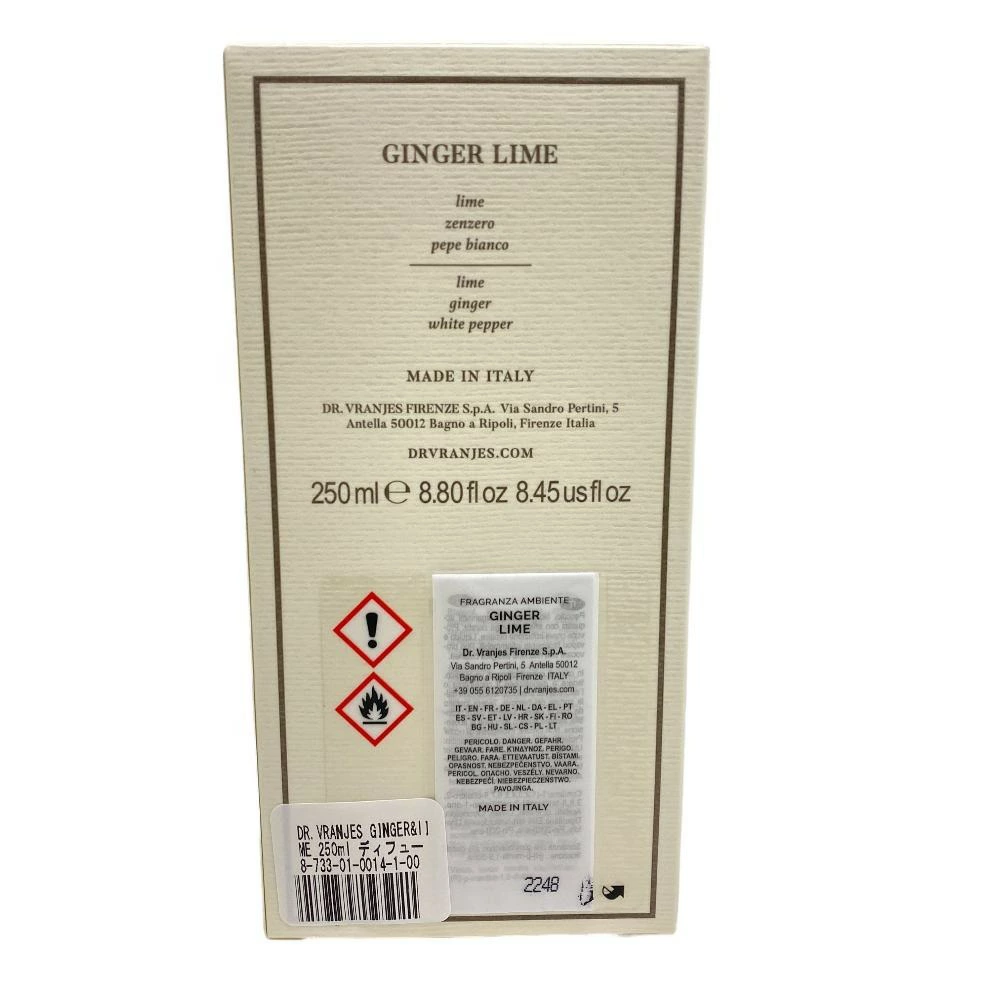 GINGER LIME
lime
zenzero
pepe bianco
lime
ginger
white pepper
MADE IN ITALY
DR. VRANJES FIRENZE S.p.A. Via Sandro Pertini, 5
Antella 50012 Bagno a Ripoli, Firenze Italia
DRVRANJES.COM
250 ml ℮ 8.80 fl oz 8.45 us fl oz
FRAGRANZA AMBIENTE
GINGER
LIME
Dr. Vranjes Firenze S.p.A.
Via Sandro Pertini, 5 Antella 50012
Bagno a Ripoli Firenze ITALY
+39 055 6120735 | drvranjes.com
IT - EN - FR - DE - NL - DA - EL - PT
ES - SV - ET - LV - HR - SK - FI - RO
BG - HU - SL - CS - PL - LT
PERICOLO. DANGER. GEFAHR.
GEVAAR. FARE. ΚΊΝΔΥΝΟΣ. PERIGO.
PELIGRO. FARA. ETTEVAATUST. BĪSTAMI.
OPASNOST. NEBEZPEČENSTVO. VAARA.
PERICOL. ОПАСНО. VESZÉLY. NEVARNO.
NEBEZPEČÍ. NIEBEZPIECZEŃSTWO.
PAVOJINGA.
MADE IN ITALY
2248
DR. VRANJES GINGER&LI
ME 250ml ディフュー
8-733-01-0014-1-00